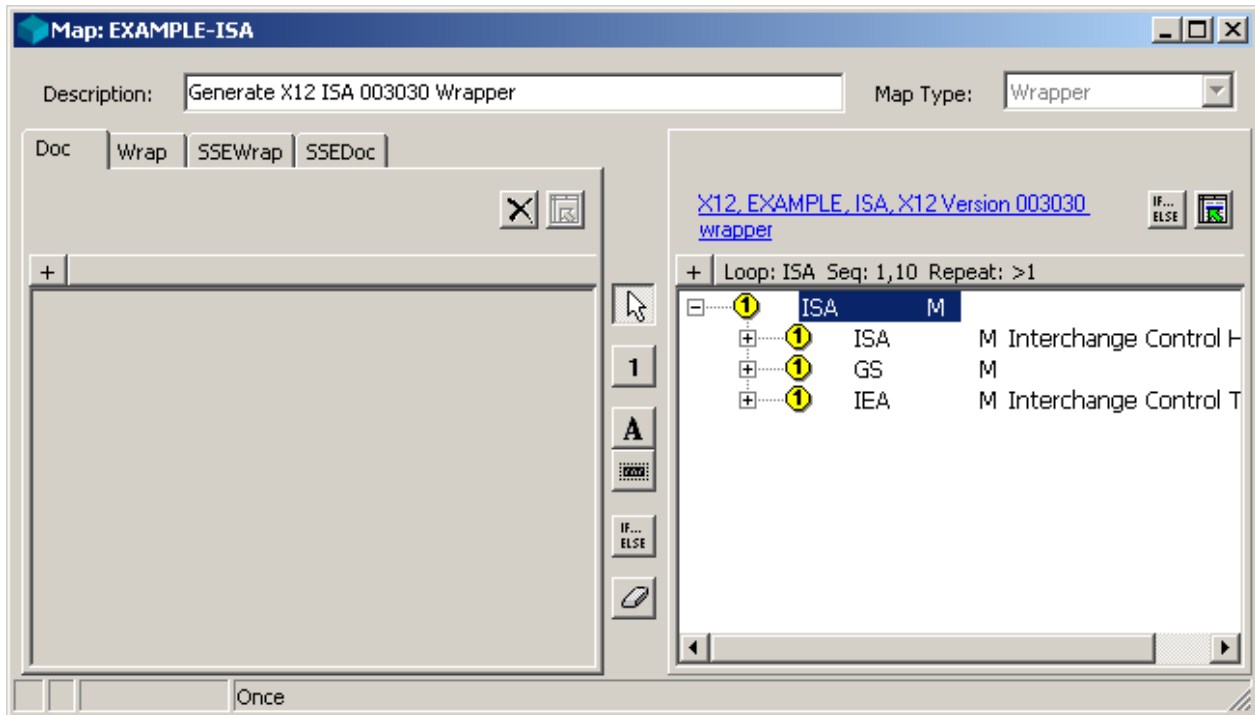 Map: EXAMPLE-ISA
Description: Generate X12 ISA 003030 Wrapper Map Type: Wrapper
Doc Wrap SSEWrap SSEDoc
X12, EXAMPLE, ISA, X12 Version 003030 IF... ELSE
wrapper
+ + Loop: ISA Seq: 1,10 Repeat: >1
1 ISA M
1 ISA M Interchange Control H
1 GS M
1 IEA M Interchange Control T
1
A
IF...
ELSE
Once